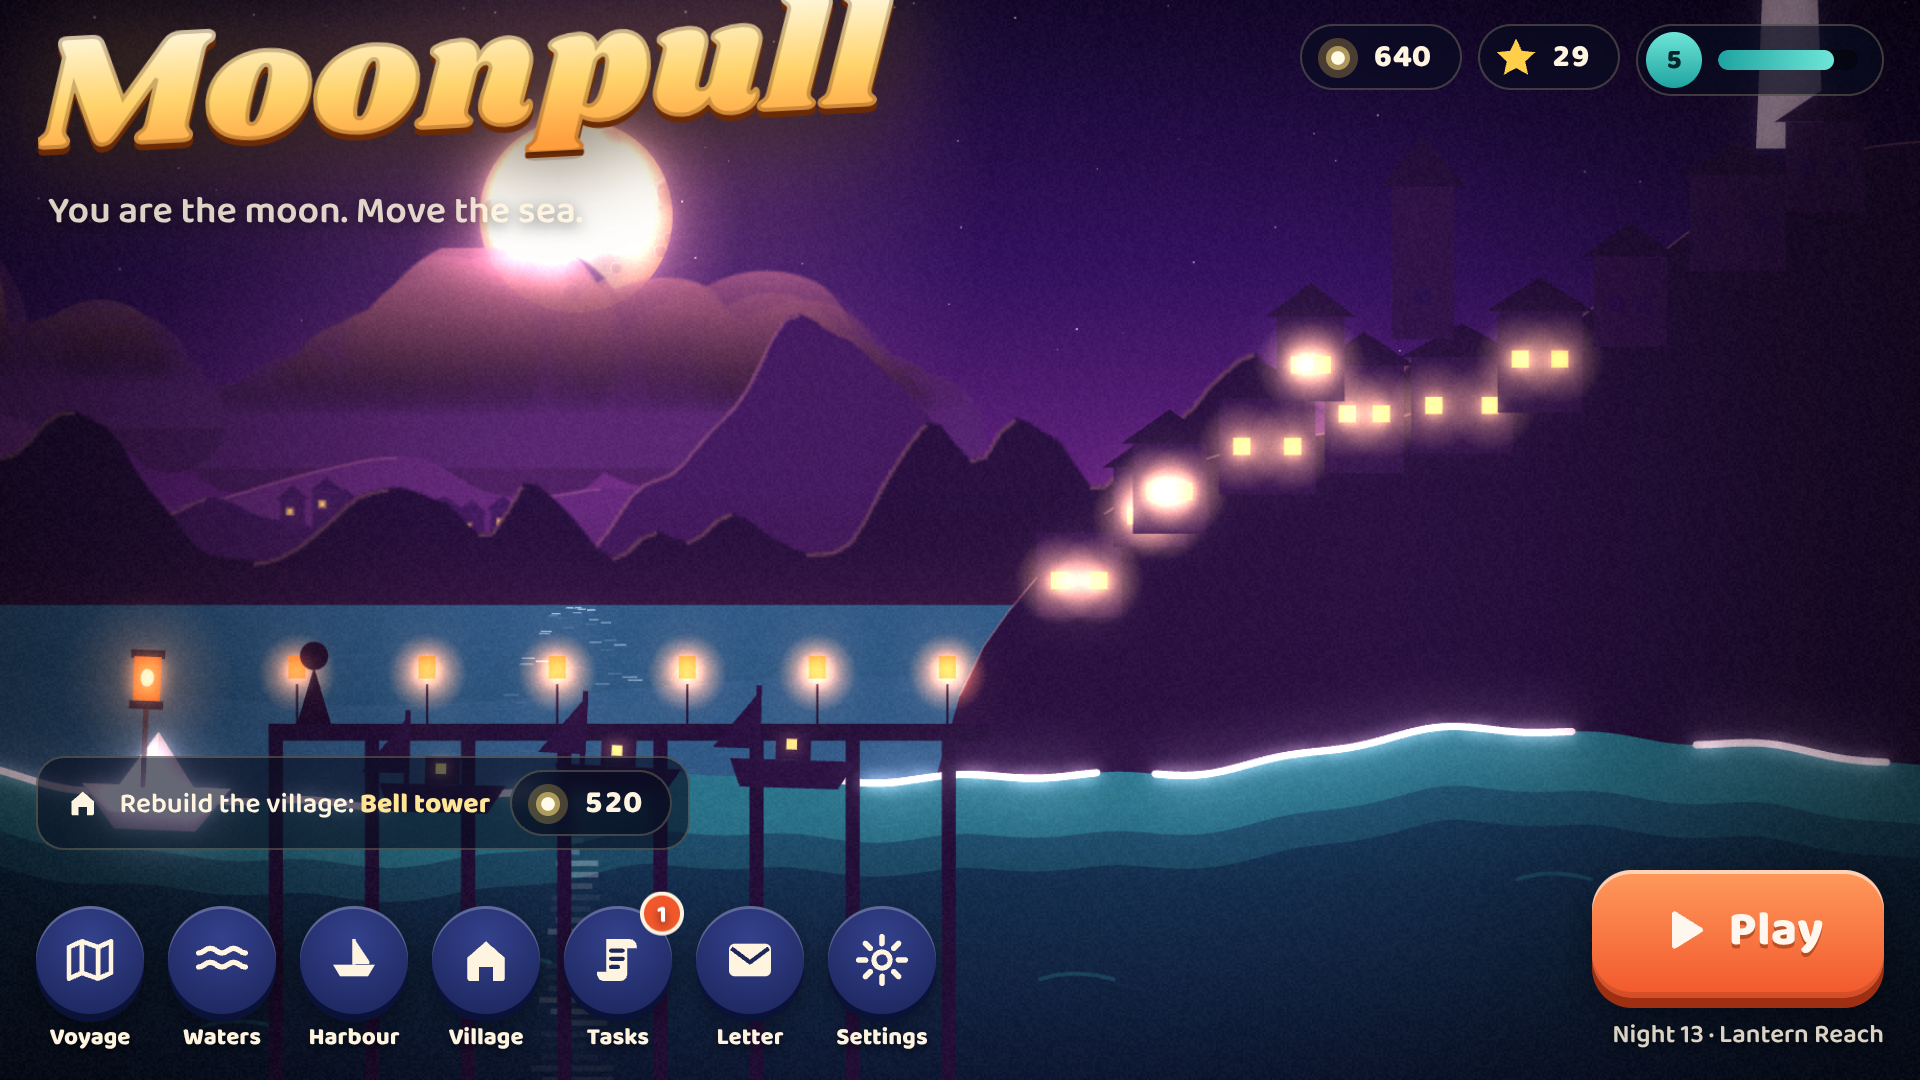 Moonpull
640
29
5
You are the moon. Move the sea.
Rebuild the village: Bell tower
520
1
Play
Voyage
Waters
Harbour
Village
Tasks
Letter
Settings
Night 13 · Lantern Reach